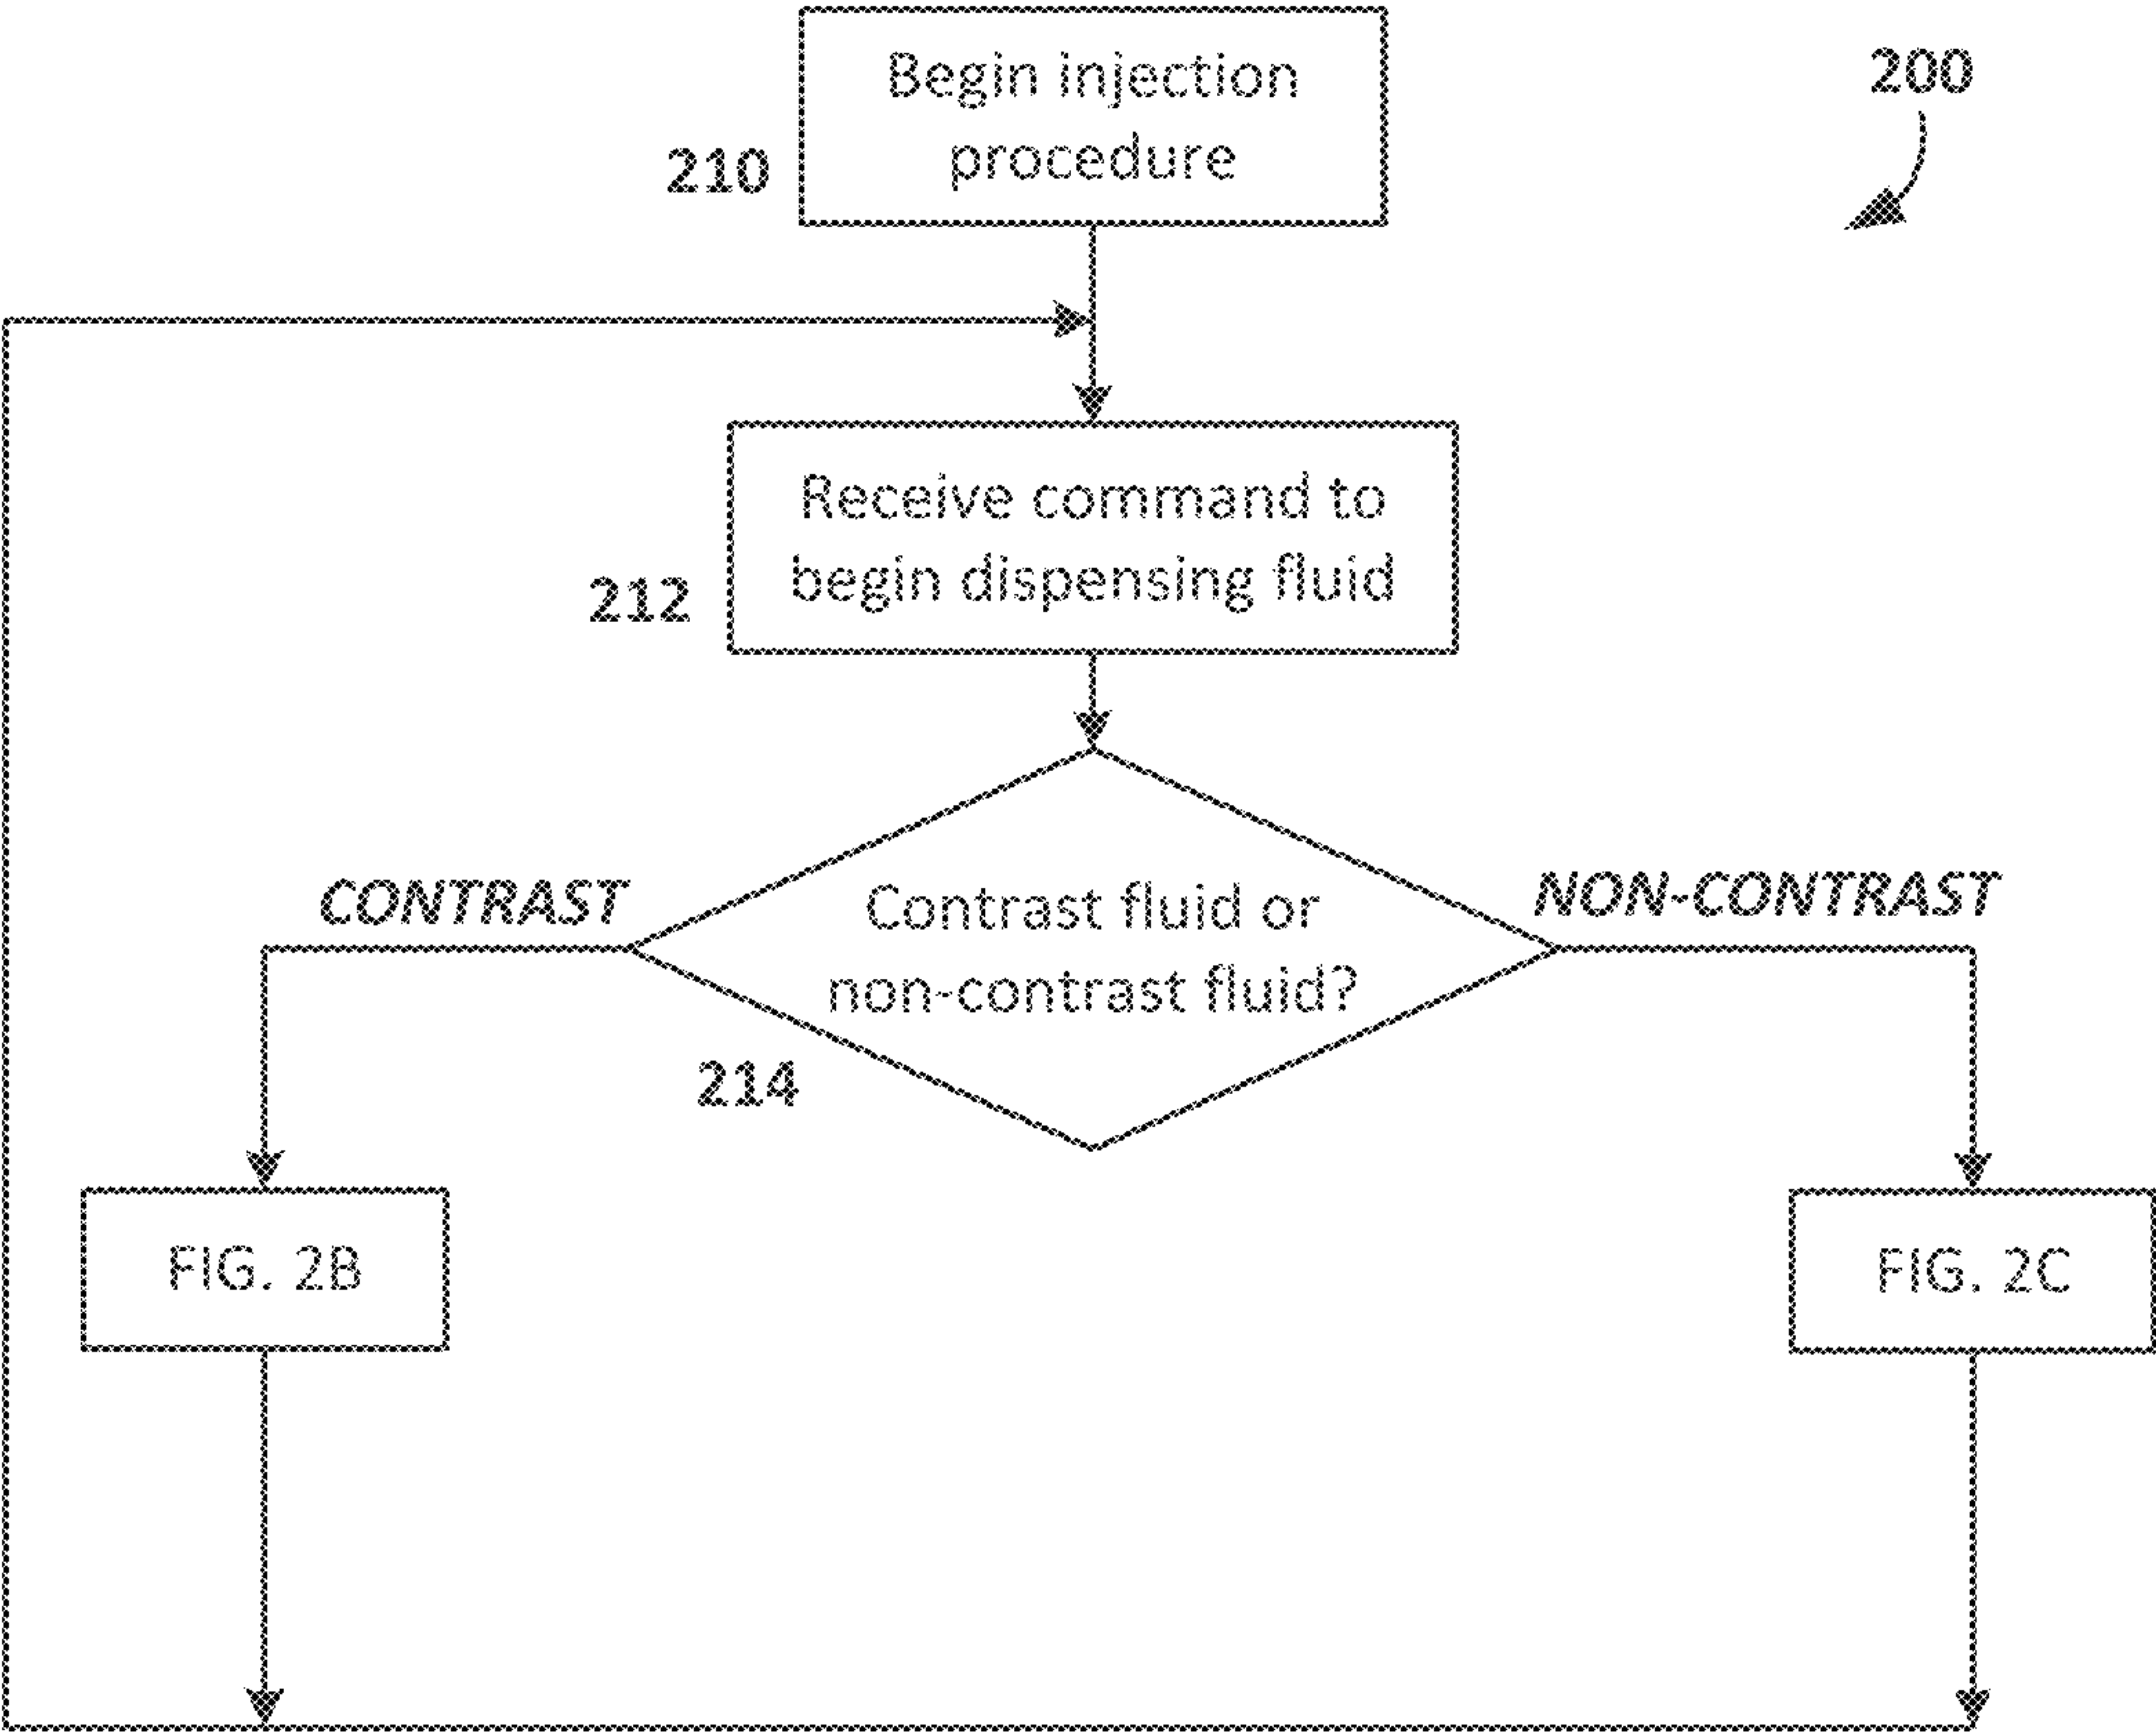 Begin injection
procedure
200
210
Receive command to
begin dispensing fluid
212
CONTRAST
NON-CONTRAST
Contrast fluid or
non-contrast fluid?
214
FIG. 2B
FIG. 2C